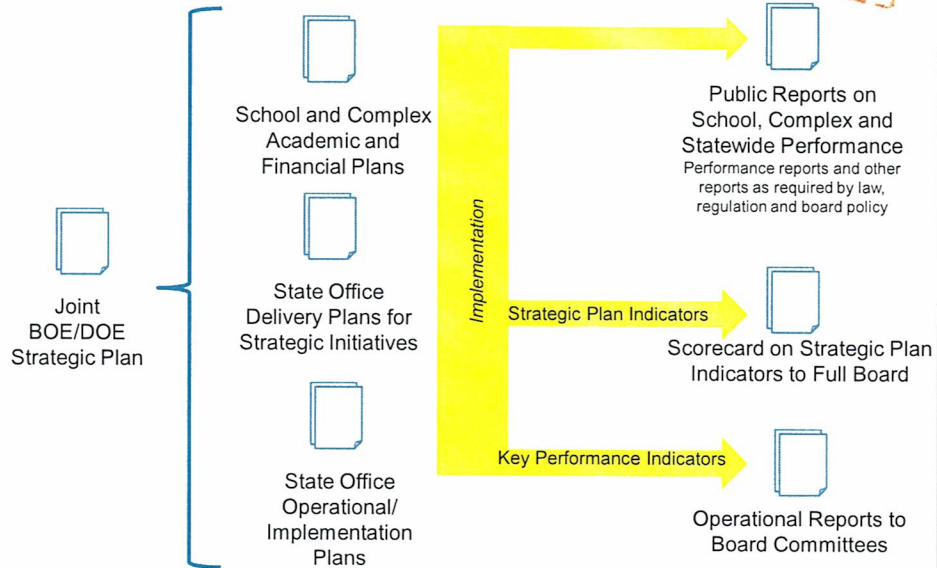 Joint
BOE/DOE
Strategic Plan
School and Complex
Academic and
Financial Plans
State Office
Delivery Plans for
Strategic Initiatives
State Office
Operational/
Implementation
Plans
Implementation
Strategic Plan Indicators
Key Performance Indicators
Public Reports on
School, Complex and
Statewide Performance
Performance reports and other
reports as required by law,
regulation and board policy
Scorecard on Strategic Plan
Indicators to Full Board
Operational Reports to
Board Committees